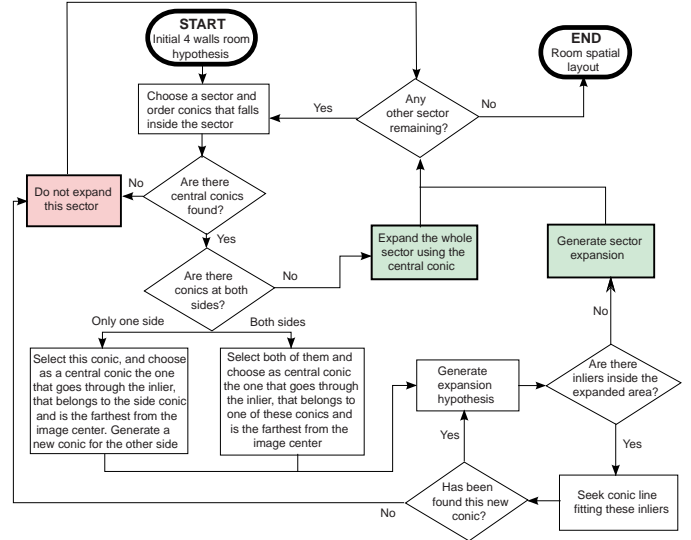 START
Initial 4 walls room
hypothesis
END
Room spatial
layout
Choose a sector and
order conics that falls
inside the sector
Yes
Any
other sector
remaining?
No
Do not expand
this sector
No
Are there
central conics
found?
Yes
Expand the whole
sector using the
central conic
Generate sector
expansion
Are there
conics at both
sides?
No
No
Only one side
Both sides
Select this conic, and choose
as a central conic the one
that goes through the inlier,
that belongs to the side conic
and is the farthest from the
image center. Generate a
new conic for the other side
Select both of them and
choose as central conic
the one that goes through
the inlier, that belongs to
one of these conics and
is the farthest from the
image center
Generate
expansion
hypothesis
Are there
inliers inside the
expanded area?
Yes
Yes
Has been
found this new
conic?
No
Seek conic line
fitting these inliers